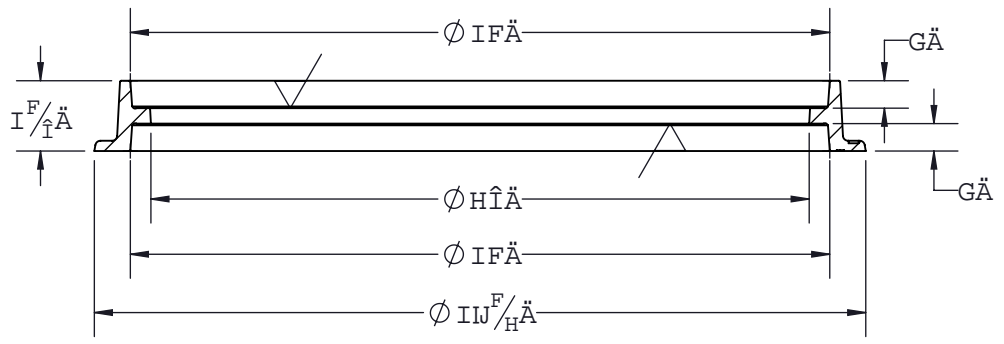 Ø IFÄ
GÄ
I F/Î Ä
GÄ
Ø HÎÄ
Ø IFÄ
Ø IIJ F/H Ä